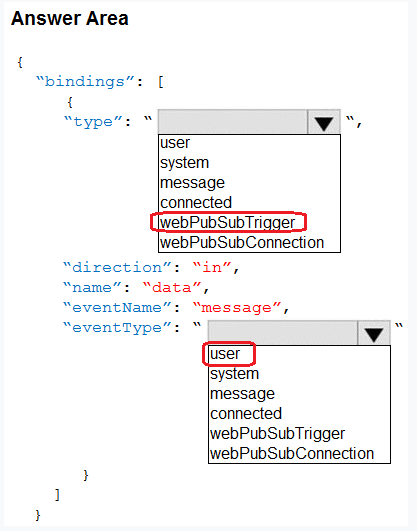 Answer Area
{
“bindings”: [
{
“type”: “ “,
user
system
message
connected
webPubSubTrigger
webPubSubConnection
“direction”: “in”,
“name”: “data”,
“eventName”: “message”,
“eventType”: “ “
user
system
message
connected
webPubSubTrigger
webPubSubConnection
}
]
}